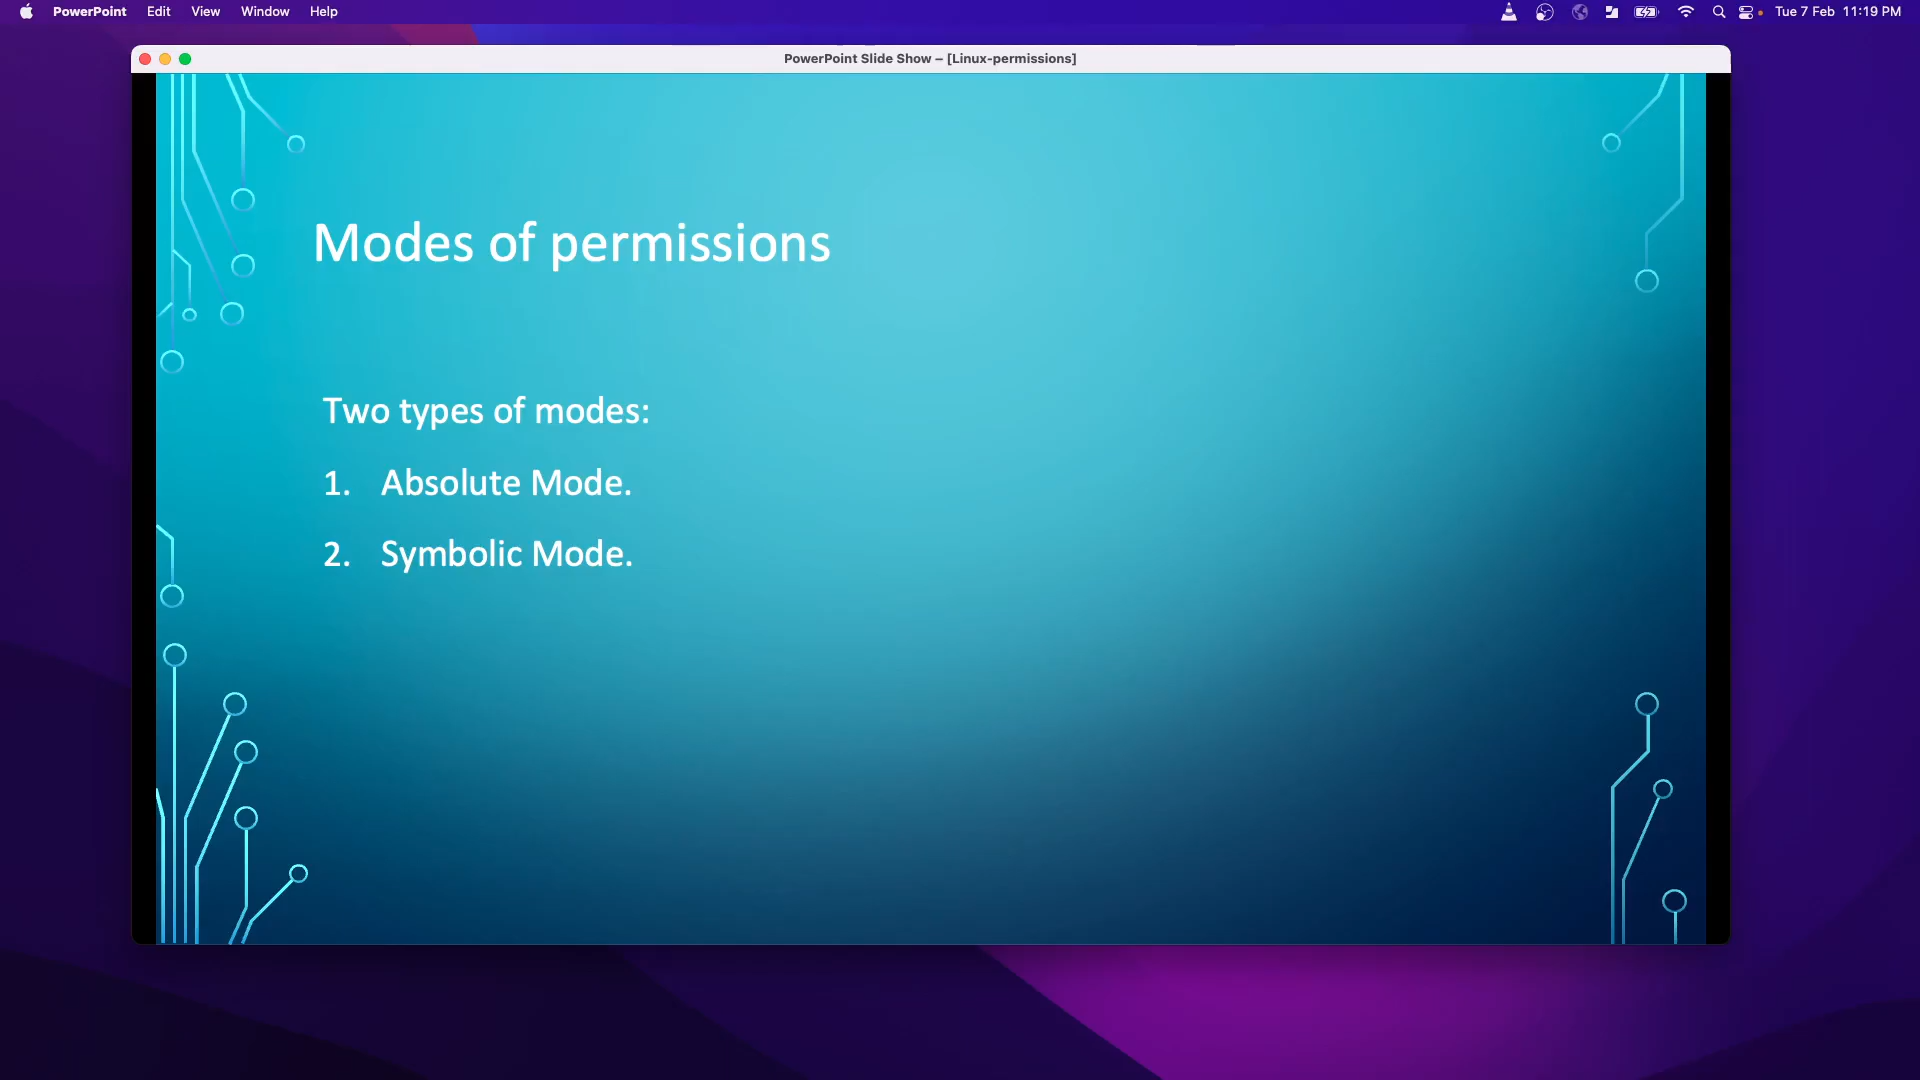 PowerPoint Edit View Window Help Tue 7 Feb 11:19 PM
PowerPoint Slide Show – [Linux-permissions]
Modes of permissions
Two types of modes:
1. Absolute Mode.
2. Symbolic Mode.